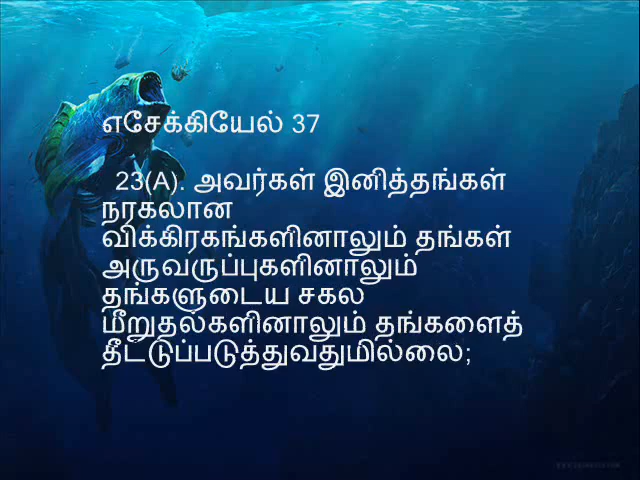 எசேக்கியேல் 37
23(A). அவர்கள் இனித்தங்கள்
நரகலான
விக்கிரகங்களினாலும் தங்கள்
அருவருப்புகளினாலும்
தங்களுடைய சகல
மீறுதல்களினாலும் தங்களைத்
தீட்டுப்படுத்துவதுமில்லை;